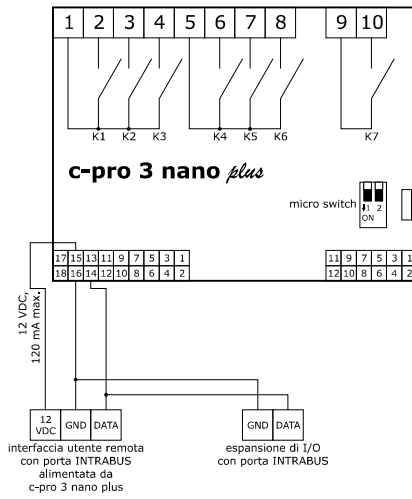 1 2 3 4 5 6 7 8 9 10
K1 K2 K3 K4 K5 K6 K7
c-pro 3 nano plus
micro switch
1 2
ON
17 15 13 11 9 7 5 3 1
18 16 14 12 10 8 6 4 2
11 9 7 5 3 1
12 10 8 6 4 2
12 VDC,
120 mA max.
12
VDC
GND
DATA
GND
DATA
interfaccia utente remota
con porta INTRABUS
alimentata da
c-pro 3 nano plus
espansione di I/O
con porta INTRABUS